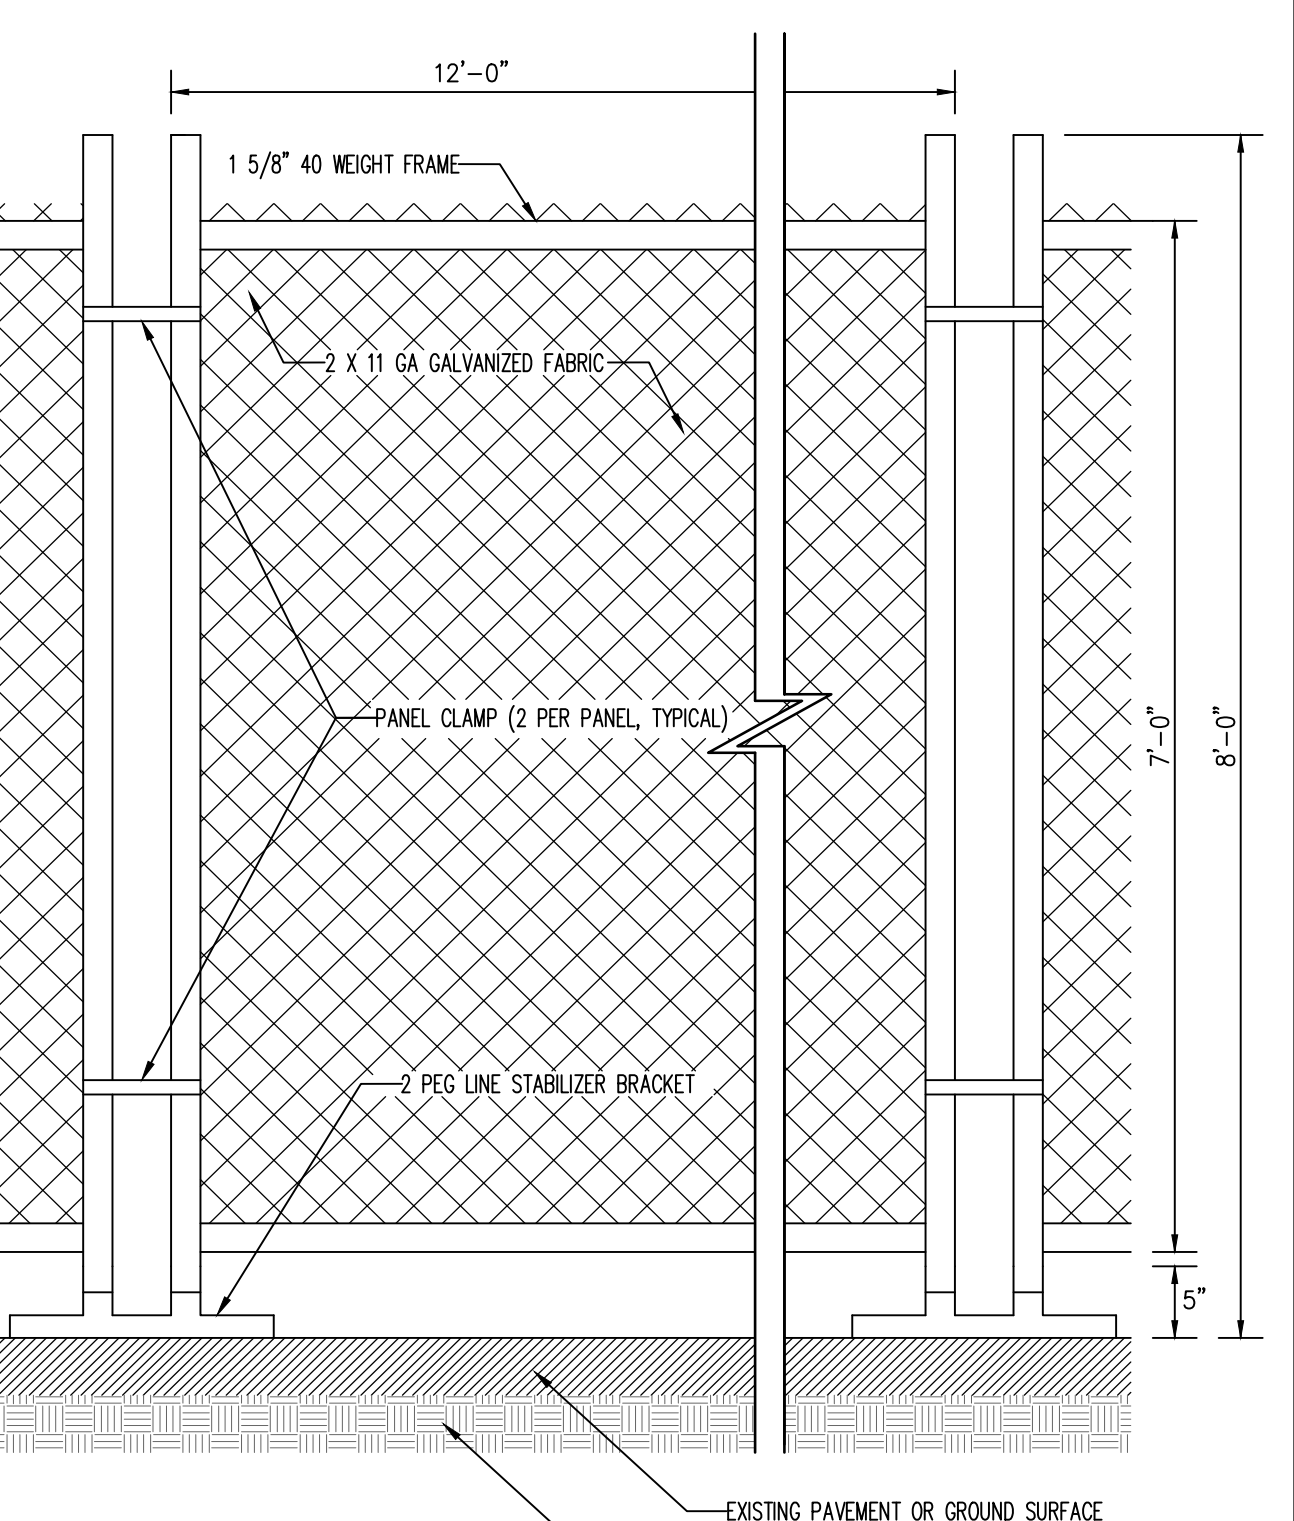 12'-0"
1 5/8" 40 WEIGHT FRAME
2 X 11 GA GALVANIZED FABRIC
PANEL CLAMP (2 PER PANEL, TYPICAL)
7'-0"
8'-0"
2 PEG LINE STABILIZER BRACKET
5"
EXISTING PAVEMENT OR GROUND SURFACE